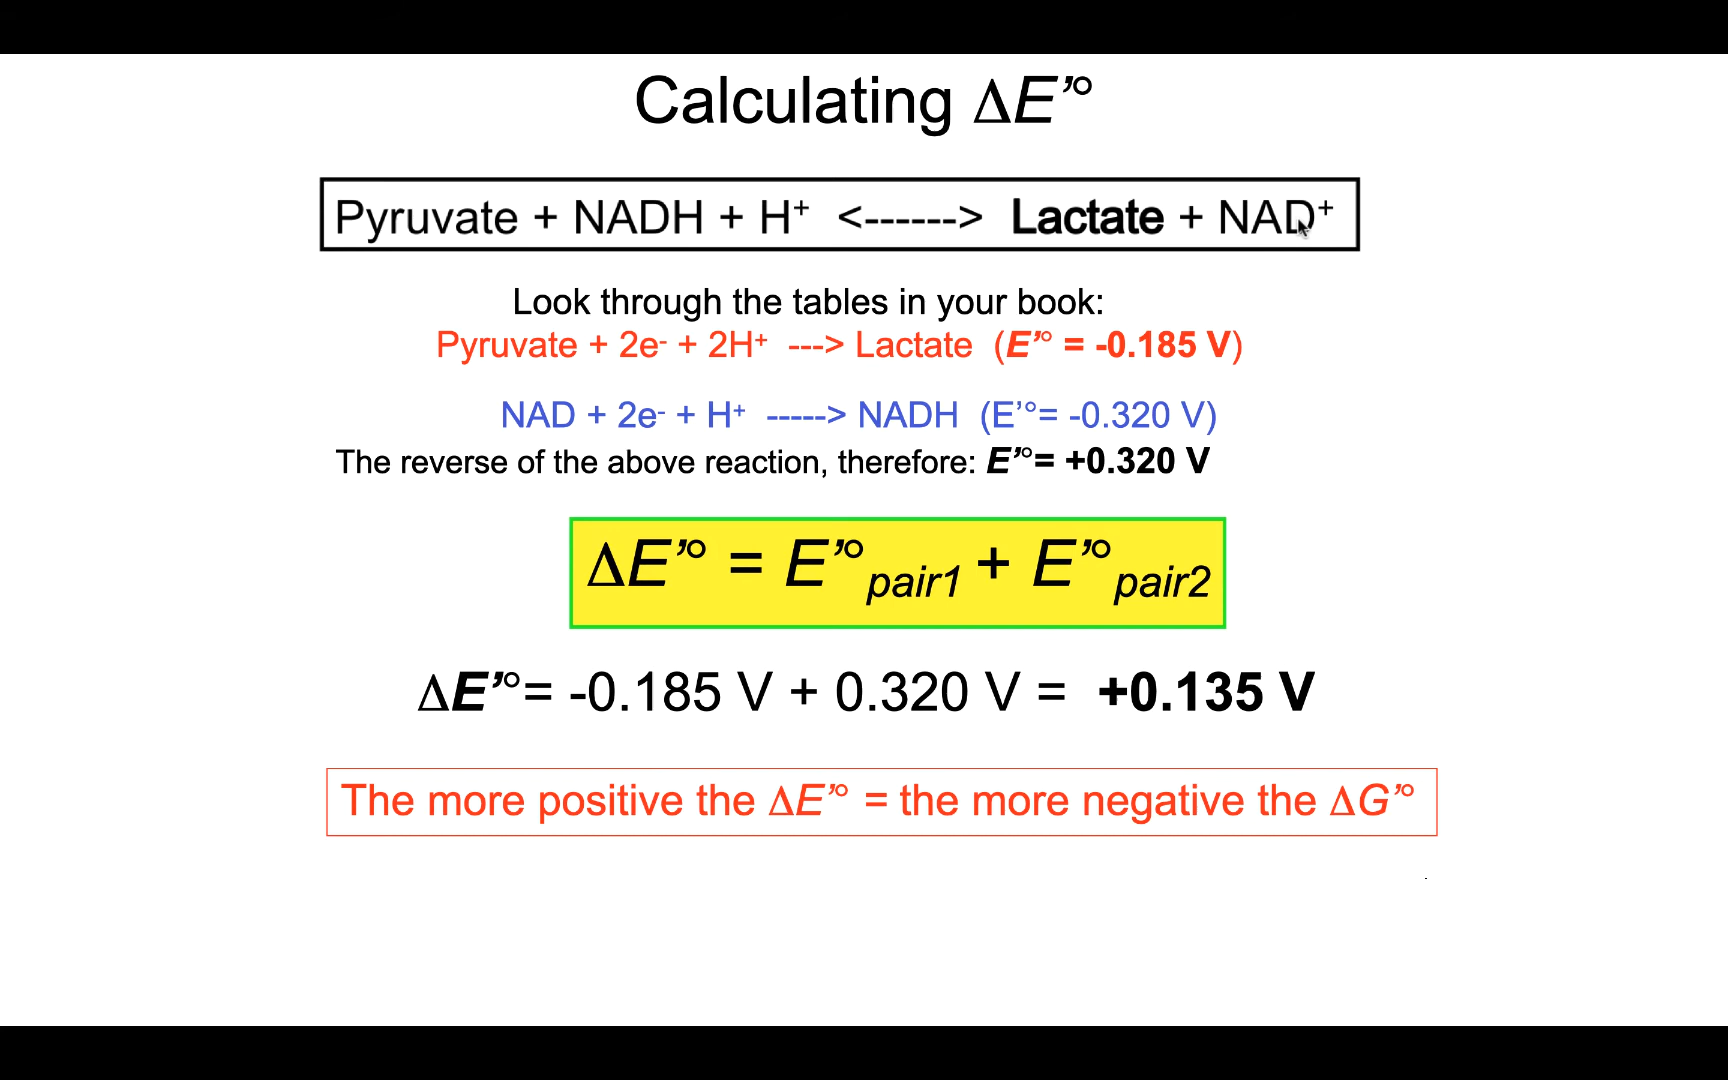 Calculating ΔE’°
Pyruvate + NADH + H⁺ <------> Lactate + NAD⁺
Look through the tables in your book:
Pyruvate + 2e⁻ + 2H⁺ ---> Lactate (E’° = -0.185 V)
NAD + 2e⁻ + H⁺ -----> NADH (E’°= -0.320 V)
The reverse of the above reaction, therefore: E’°= +0.320 V
ΔE’° = E’°pair1 + E’°pair2
ΔE’°= -0.185 V + 0.320 V = +0.135 V
The more positive the ΔE’° = the more negative the ΔG’°